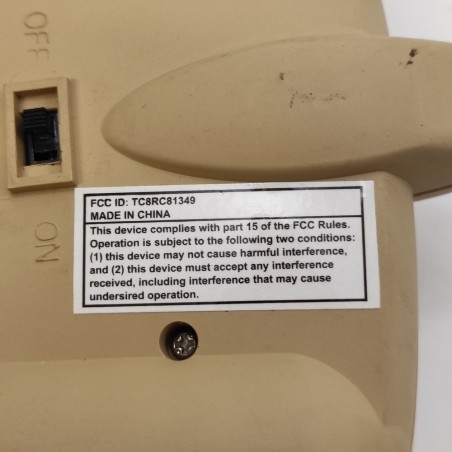 OFF
FCC ID: TC8RC81349
MADE IN CHINA
This device complies with part 15 of the FCC Rules.
Operation is subject to the following two conditions:
(1) this device may not cause harmful interference,
and (2) this device must accept any interference
received, including interference that may cause
undersired operation.
ON